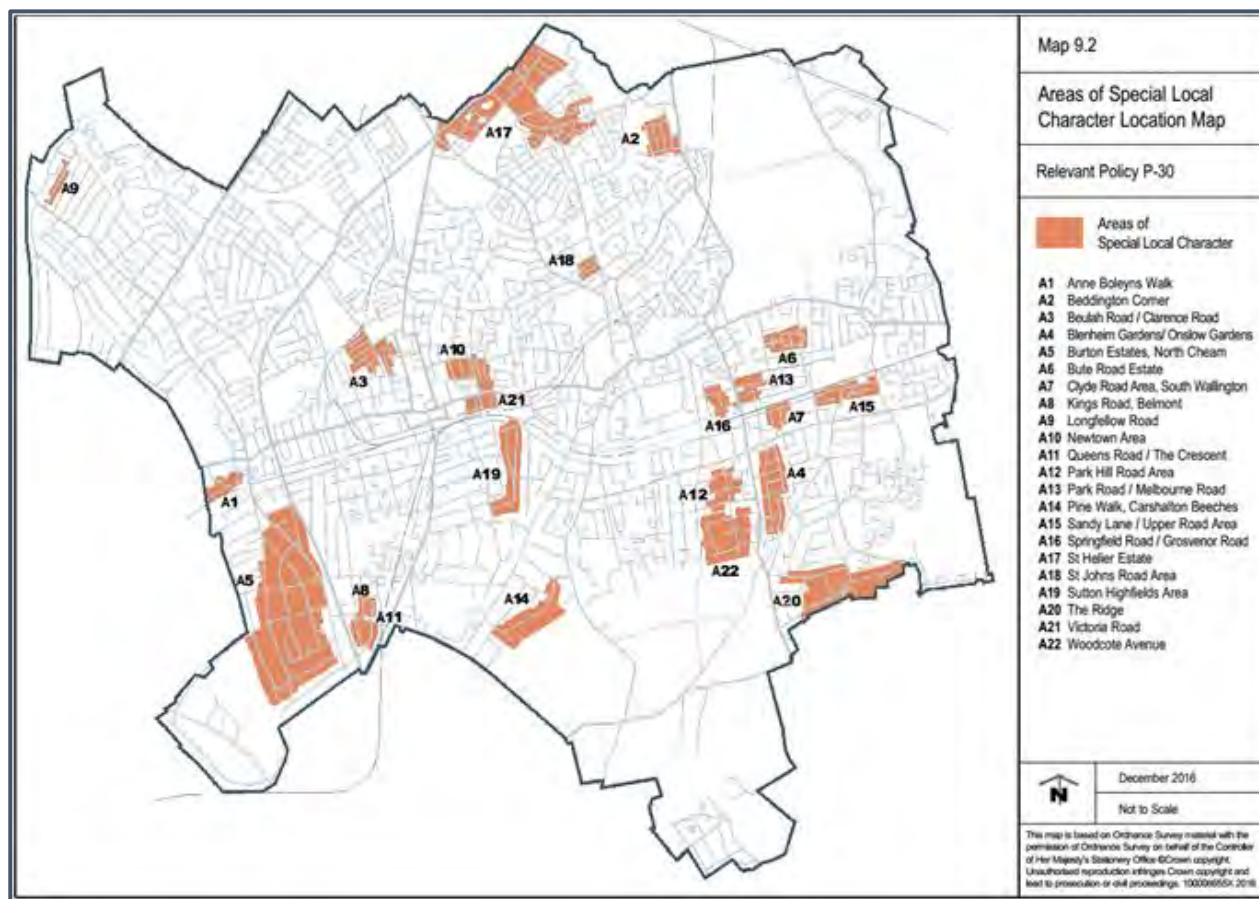 A17
A2
A9
A18
A6
A10
A3
A13
A21
A15
A16
A7
A19
A4
A1
A12
A5
A22
A8
A14
A20
A11
Map 9.2
Areas of Special Local
Character Location Map
Relevant Policy P-30
Areas of
Special Local Character
A1 Anne Boleyns Walk
A2 Beddington Corner
A3 Beulah Road / Clarence Road
A4 Blenheim Gardens/ Onslow Gardens
A5 Burton Estates, North Cheam
A6 Bute Road Estate
A7 Clyde Road Area, South Wallington
A8 Kings Road, Belmont
A9 Longfellow Road
A10 Newtown Area
A11 Queens Road / The Crescent
A12 Park Hill Road Area
A13 Park Road / Melbourne Road
A14 Pine Walk, Carshalton Beeches
A15 Sandy Lane / Upper Road Area
A16 Springfield Road / Grosvenor Road
A17 St Helier Estate
A18 St Johns Road Area
A19 Sutton Highfields Area
A20 The Ridge
A21 Victoria Road
A22 Woodcote Avenue
N
December 2016
Not to Scale
This map is based on Ordnance Survey material with the
permission of Ordnance Survey on behalf of the Controller
of Her Majesty's Stationery Office ©Crown copyright.
Unauthorised reproduction infringes Crown copyright and
lead to prosecution or civil proceedings. 2016